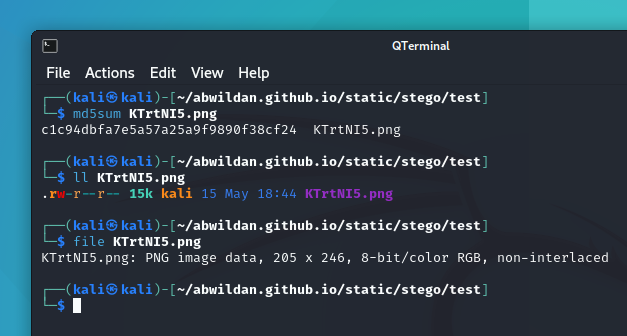 QTerminal
File Actions Edit View Help
┌──(kali㉿kali)-[~/abwildan.github.io/static/stego/test]
└─$ md5sum KTrtNI5.png
c1c94dbfa7e5a57a25a9f9890f38cf24  KTrtNI5.png
┌──(kali㉿kali)-[~/abwildan.github.io/static/stego/test]
└─$ ll KTrtNI5.png
.rw-r--r-- 15k kali 15 May 18:44 KTrtNI5.png
┌──(kali㉿kali)-[~/abwildan.github.io/static/stego/test]
└─$ file KTrtNI5.png
KTrtNI5.png: PNG image data, 205 x 246, 8-bit/color RGB, non-interlaced
┌──(kali㉿kali)-[~/abwildan.github.io/static/stego/test]
└─$